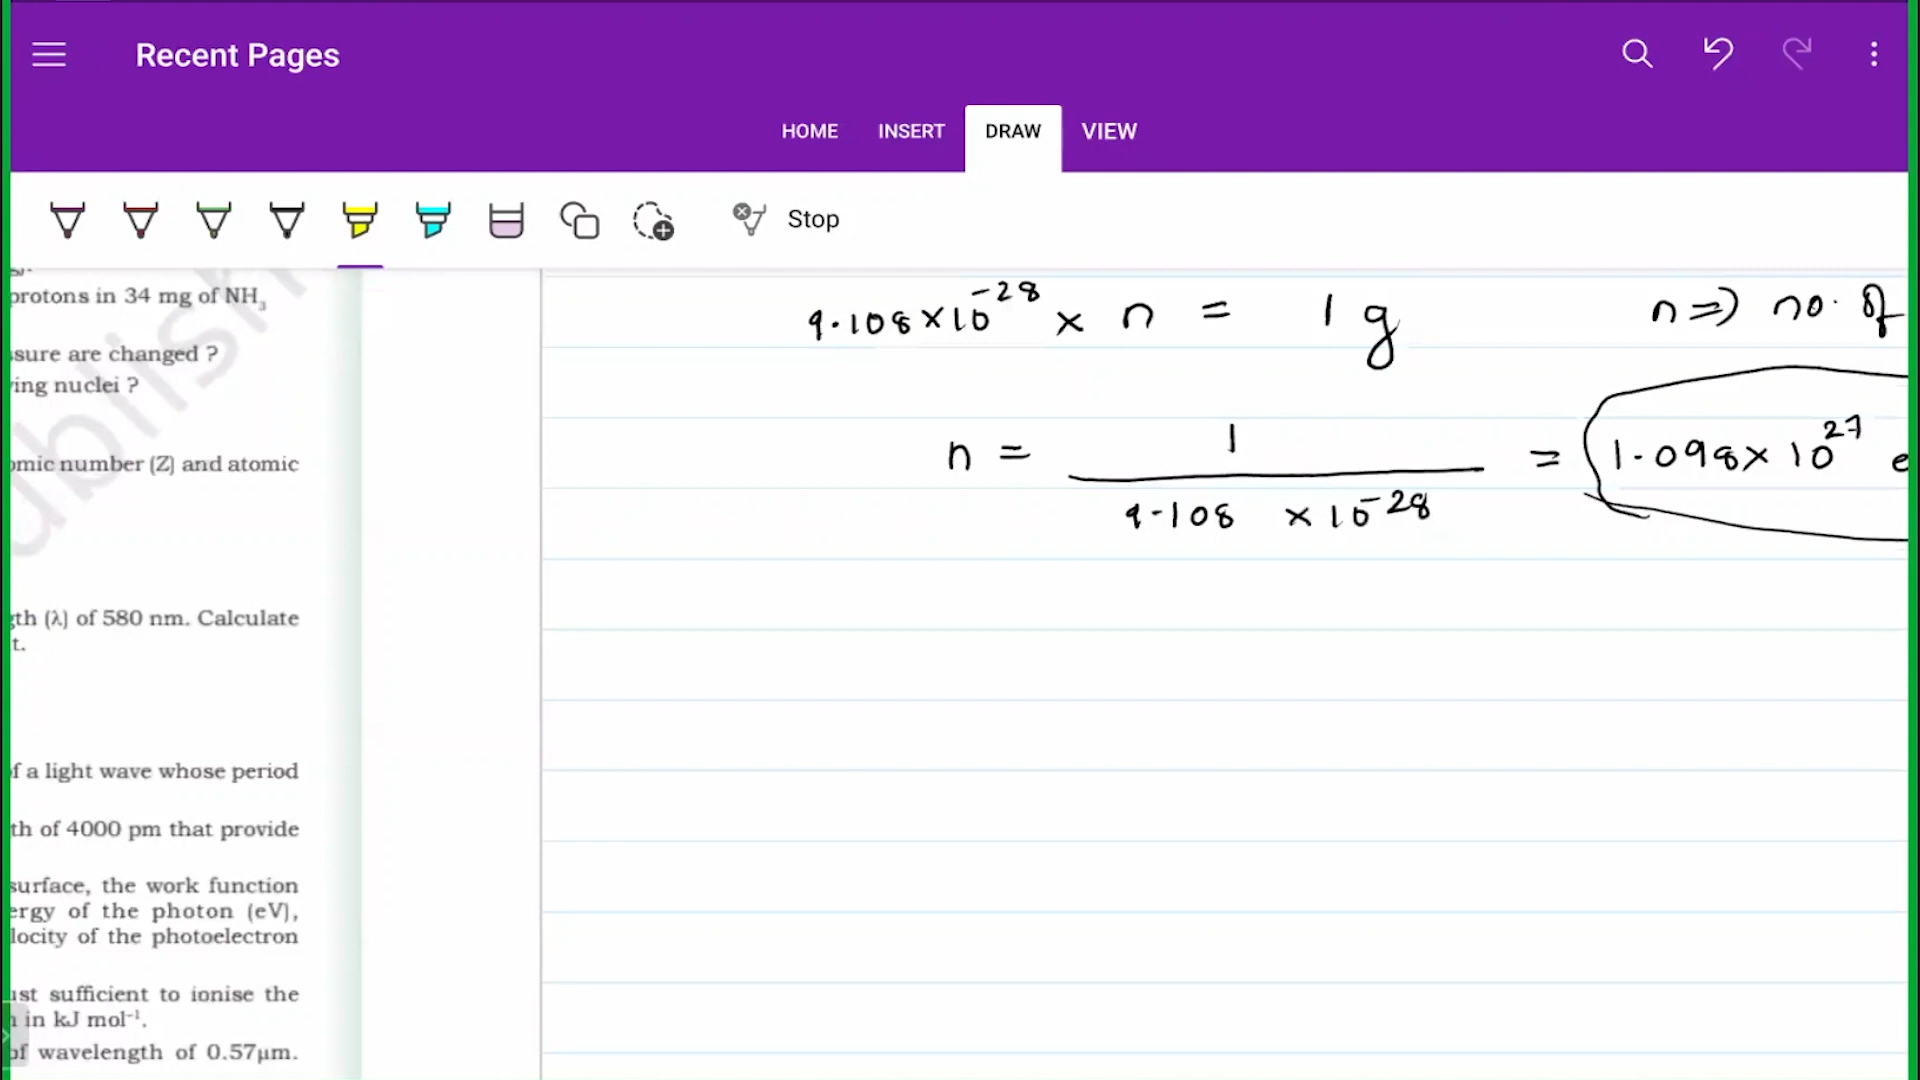 Recent Pages
HOME INSERT DRAW VIEW
Stop
protons in 34 mg of NH₃
ssure are changed ?
ing nuclei ?
omic number (Z) and atomic
gth (λ) of 580 nm. Calculate
t.
f a light wave whose period
th of 4000 pm that provide
surface, the work function
ergy of the photon (eV),
locity of the photoelectron
ust sufficient to ionise the
in kJ mol⁻¹.
of wavelength of 0.57μm.
9.108×10⁻²⁸ × n = 1 g
n ⇒ no. of
n = 1 / 9.108 × 10⁻²⁸ = 1.098× 10²⁷ e